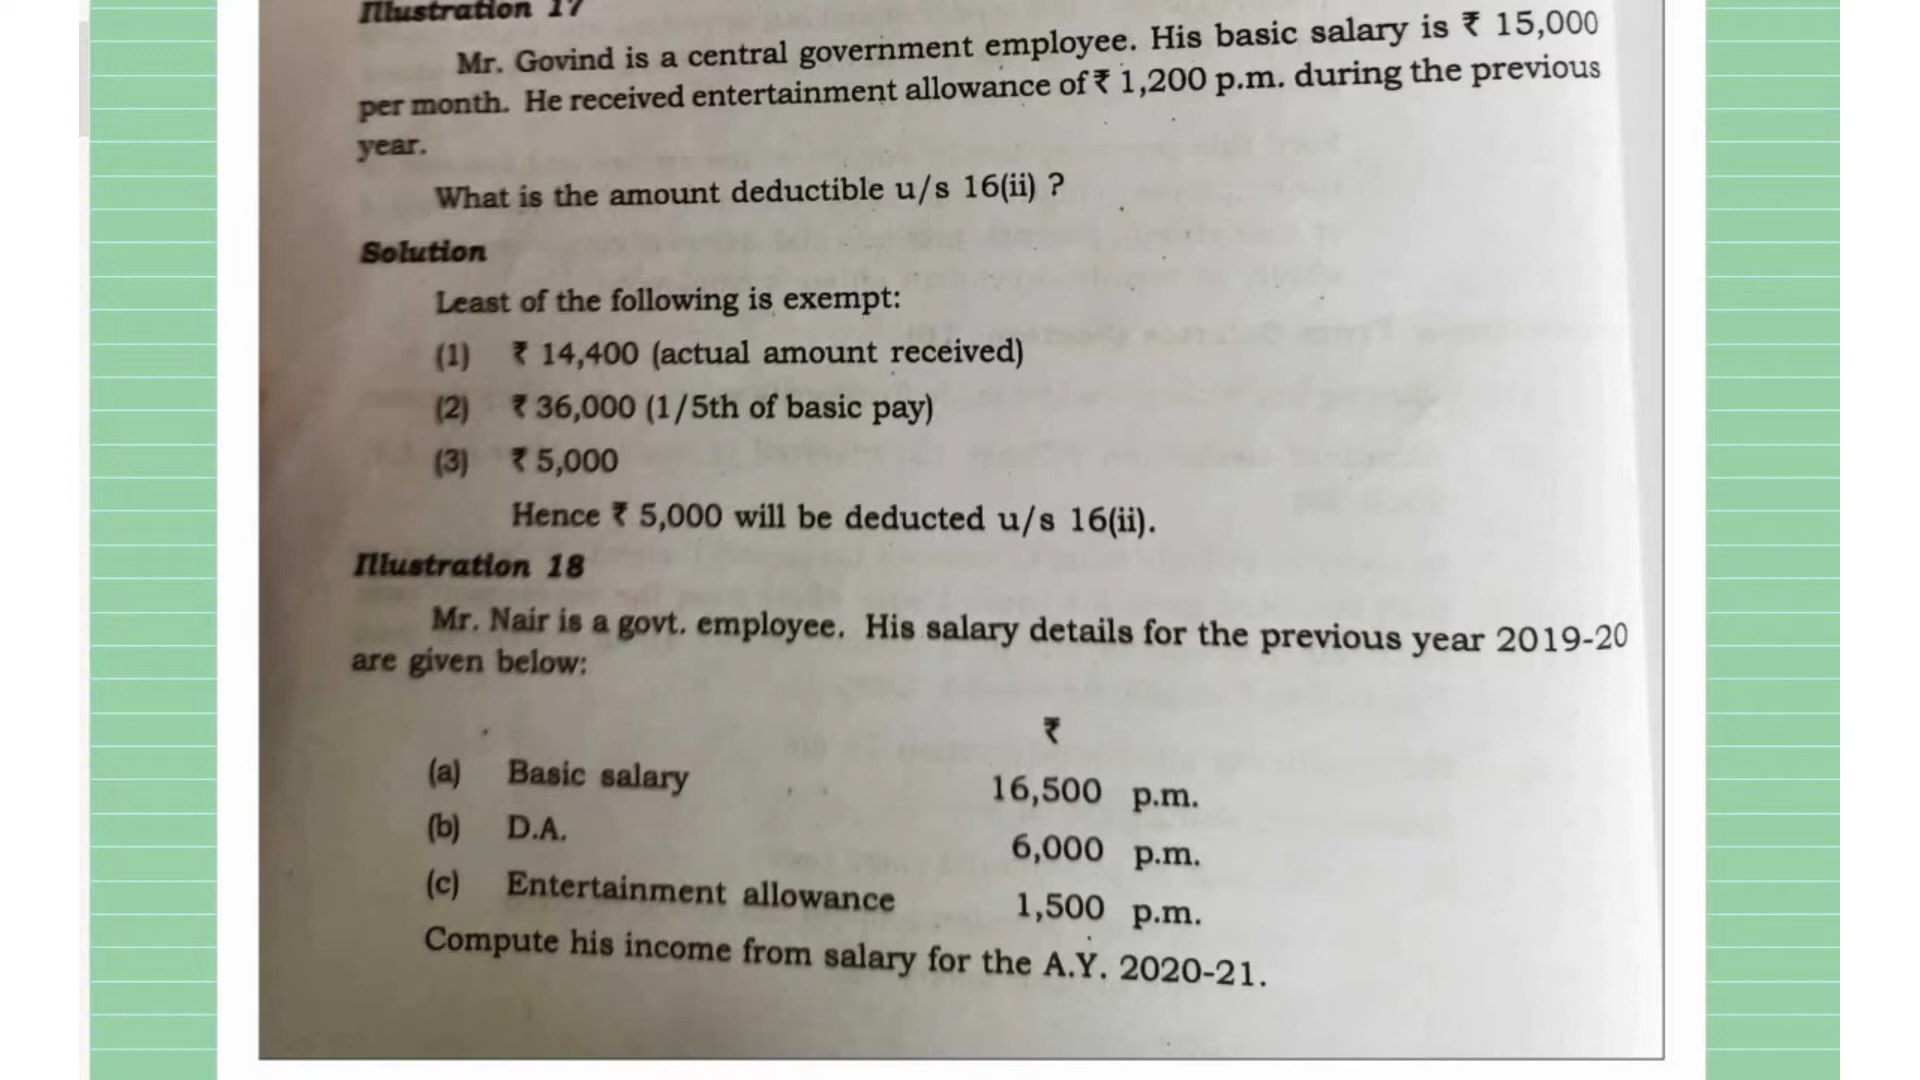 Illustration 17
Mr. Govind is a central government employee. His basic salary is ₹ 15,000
per month. He received entertainment allowance of ₹ 1,200 p.m. during the previous
year.
What is the amount deductible u/s 16(ii) ?
Solution
Least of the following is exempt:
(1) ₹ 14,400 (actual amount received)
(2) ₹ 36,000 (1/5th of basic pay)
(3) ₹ 5,000
Hence ₹ 5,000 will be deducted u/s 16(ii).
Illustration 18
Mr. Nair is a govt. employee. His salary details for the previous year 2019-20
are given below:
₹
(a) Basic salary 16,500 p.m.
(b) D.A. 6,000 p.m.
(c) Entertainment allowance 1,500 p.m.
Compute his income from salary for the A.Y. 2020-21.